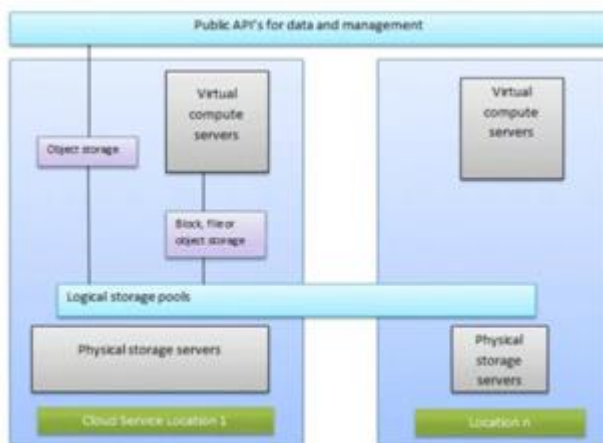 Public API's for data and management
Virtual
compute
servers
Virtual
compute
servers
Object storage
Block, file or
object storage
Logical storage pools
Physical storage servers
Physical
storage
servers
Cloud Service Location 1
Location n